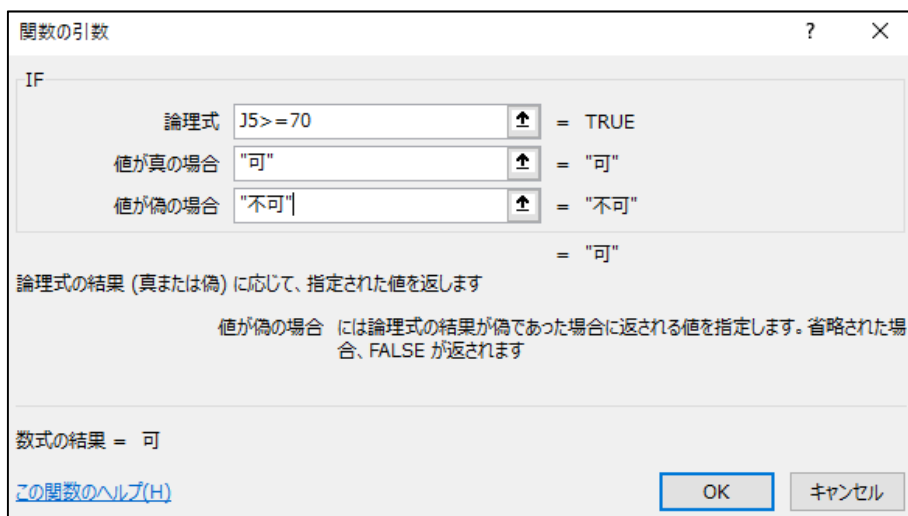 関数の引数 ? ×
IF
論理式 J5>=70 = TRUE
値が真の場合 "可" = "可"
値が偽の場合 "不可" = "不可"
= "可"
論理式の結果 (真または偽) に応じて、指定された値を返します
値が偽の場合 には論理式の結果が偽であった場合に返される値を指定します。省略された場
合、FALSE が返されます
数式の結果 = 可
この関数のヘルプ(H) OK キャンセル